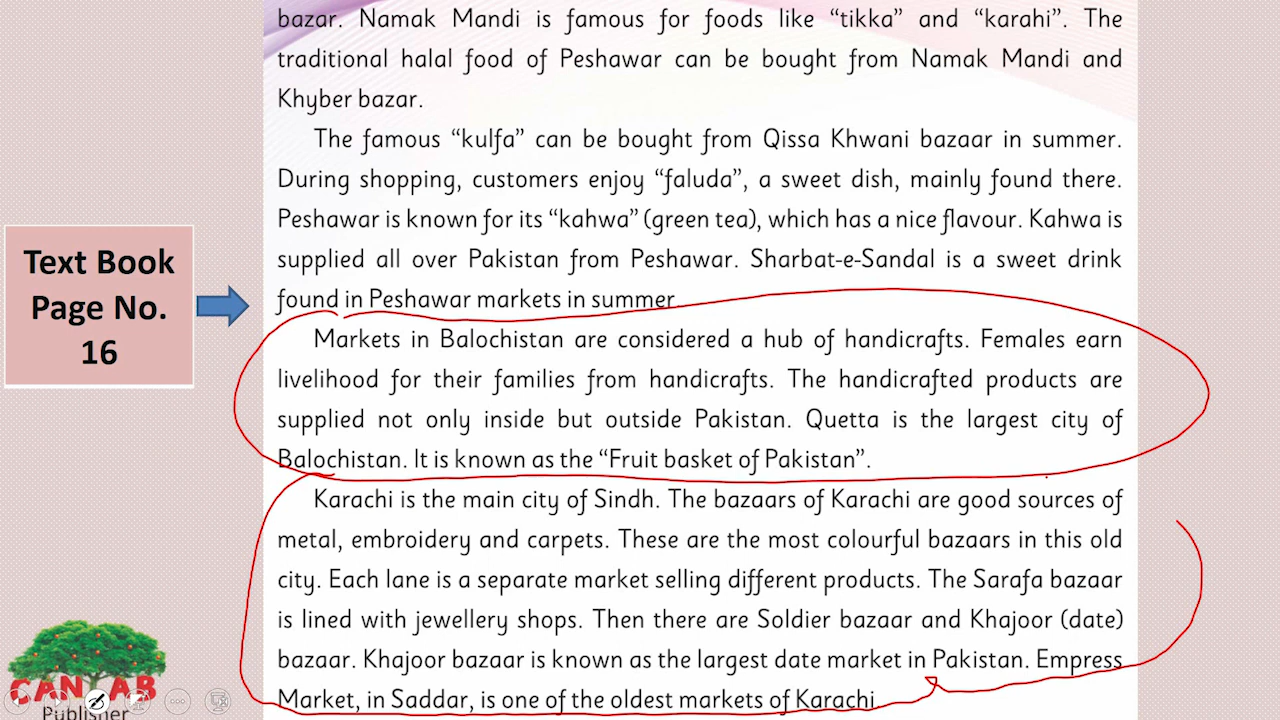 bazar. Namak Mandi is famous for foods like “tikka” and “karahi”. The
traditional halal food of Peshawar can be bought from Namak Mandi and
Khyber bazar.
The famous “kulfa” can be bought from Qissa Khwani bazaar in summer.
During shopping, customers enjoy “faluda”, a sweet dish, mainly found there.
Peshawar is known for its “kahwa” (green tea), which has a nice flavour. Kahwa is
supplied all over Pakistan from Peshawar. Sharbat-e-Sandal is a sweet drink
found in Peshawar markets in summer.
Markets in Balochistan are considered a hub of handicrafts. Females earn
livelihood for their families from handicrafts. The handicrafted products are
supplied not only inside but outside Pakistan. Quetta is the largest city of
Balochistan. It is known as the “Fruit basket of Pakistan”.
Karachi is the main city of Sindh. The bazaars of Karachi are good sources of
metal, embroidery and carpets. These are the most colourful bazaars in this old
city. Each lane is a separate market selling different products. The Sarafa bazaar
is lined with jewellery shops. Then there are Soldier bazaar and Khajoor (date)
bazaar. Khajoor bazaar is known as the largest date market in Pakistan. Empress
Market, in Saddar, is one of the oldest markets of Karachi.
Text Book
Page No.
16
Publisher